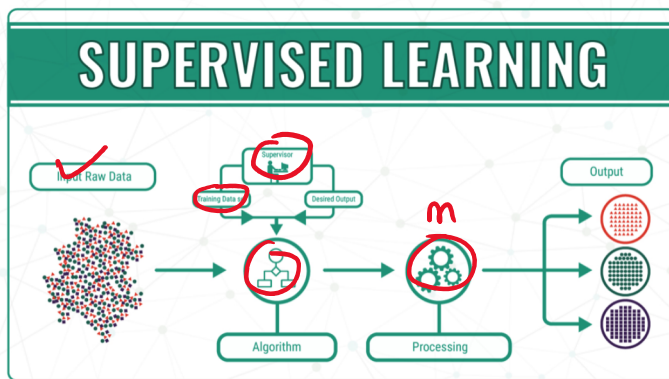 SUPERVISED LEARNING
Input Raw Data
Supervisor
Training Data
Desired Output
m
Algorithm
Processing
Output